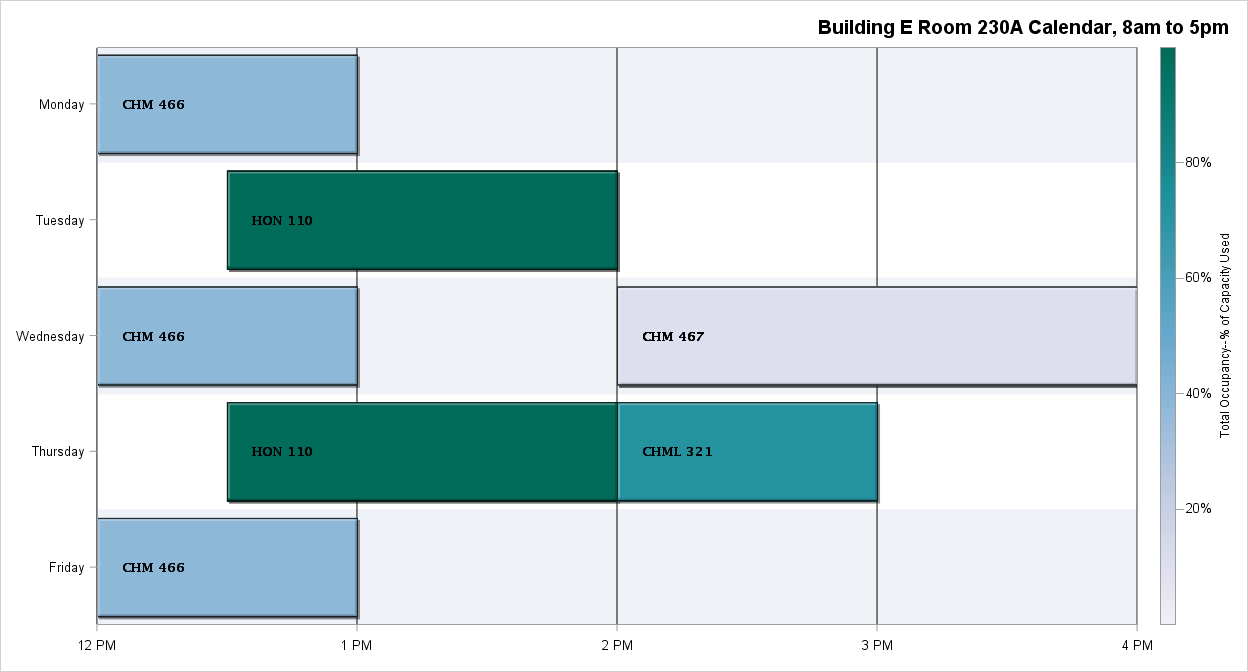 Building E Room 230A Calendar, 8am to 5pm
Monday
CHM 466
Tuesday
HON 110
Wednesday
CHM 466
CHM 467
Thursday
HON 110
CHML 321
Friday
CHM 466
12 PM
1 PM
2 PM
3 PM
4 PM
80%
60%
40%
20%
Total Occupancy--% of Capacity Used